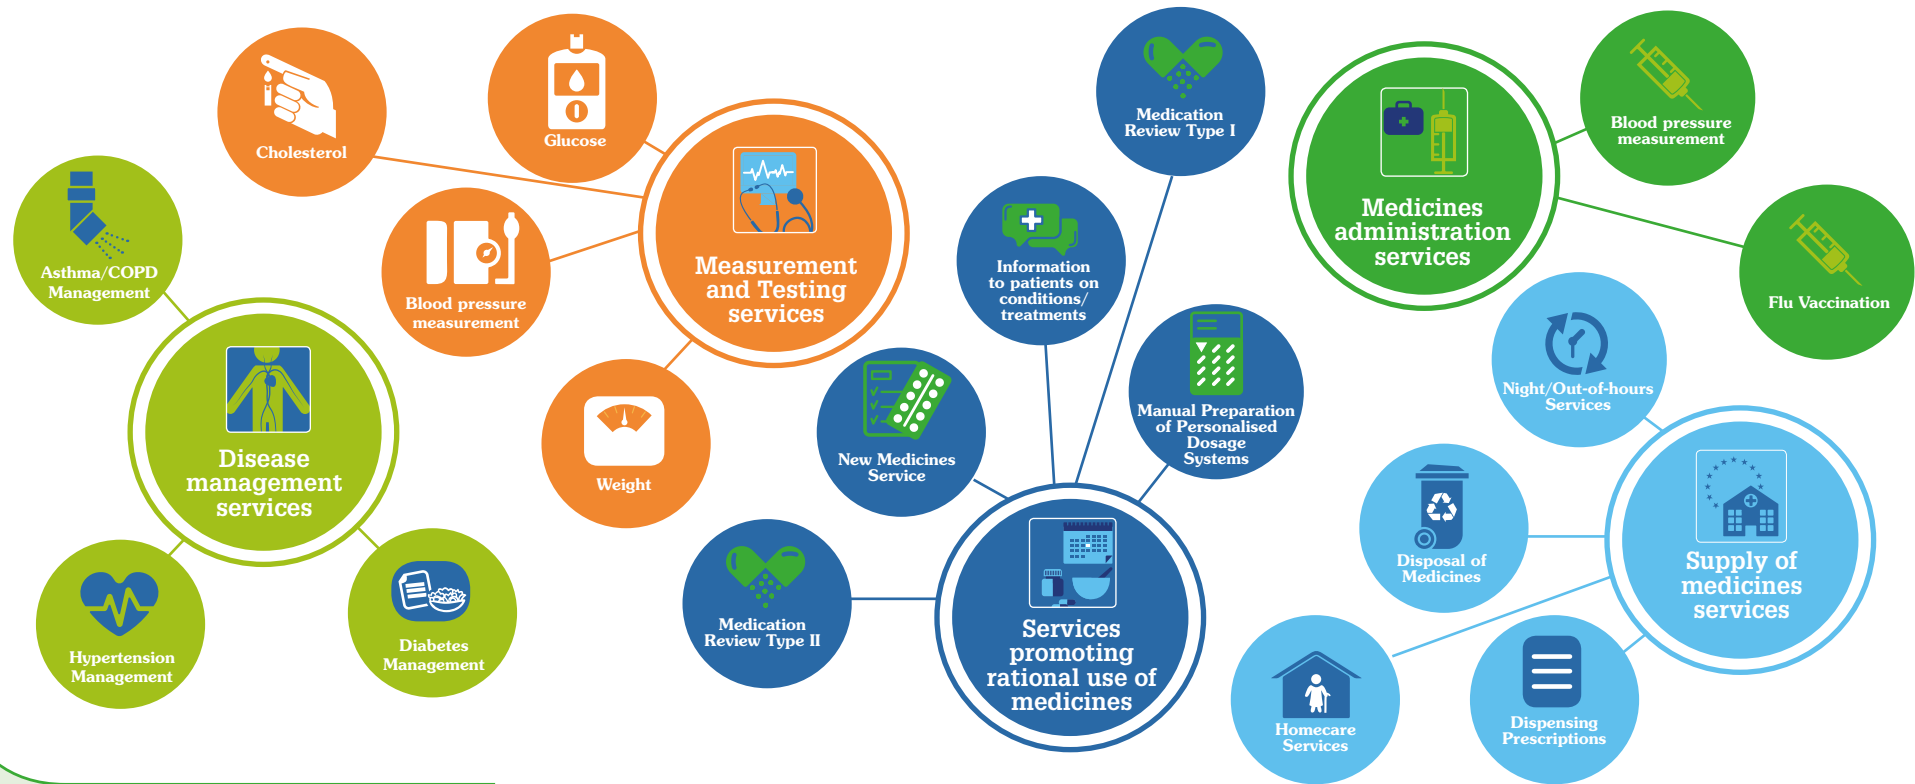 Cholesterol
Glucose
Blood pressure
measurement
Weight
Measurement
and Testing
services
Asthma/COPD
Management
Disease
management
services
Hypertension
Management
Diabetes
Management
Medication
Review Type I
Information
to patients on
conditions/
treatments
Manual Preparation
of Personalised
Dosage
Systems
New Medicines
Service
Medication
Review Type II
Services
promoting
rational use of
medicines
Medicines
administration
services
Blood pressure
measurement
Flu Vaccination
Night/Out-of-hours
Services
Disposal of
Medicines
Supply of
medicines
services
Homecare
Services
Dispensing
Prescriptions